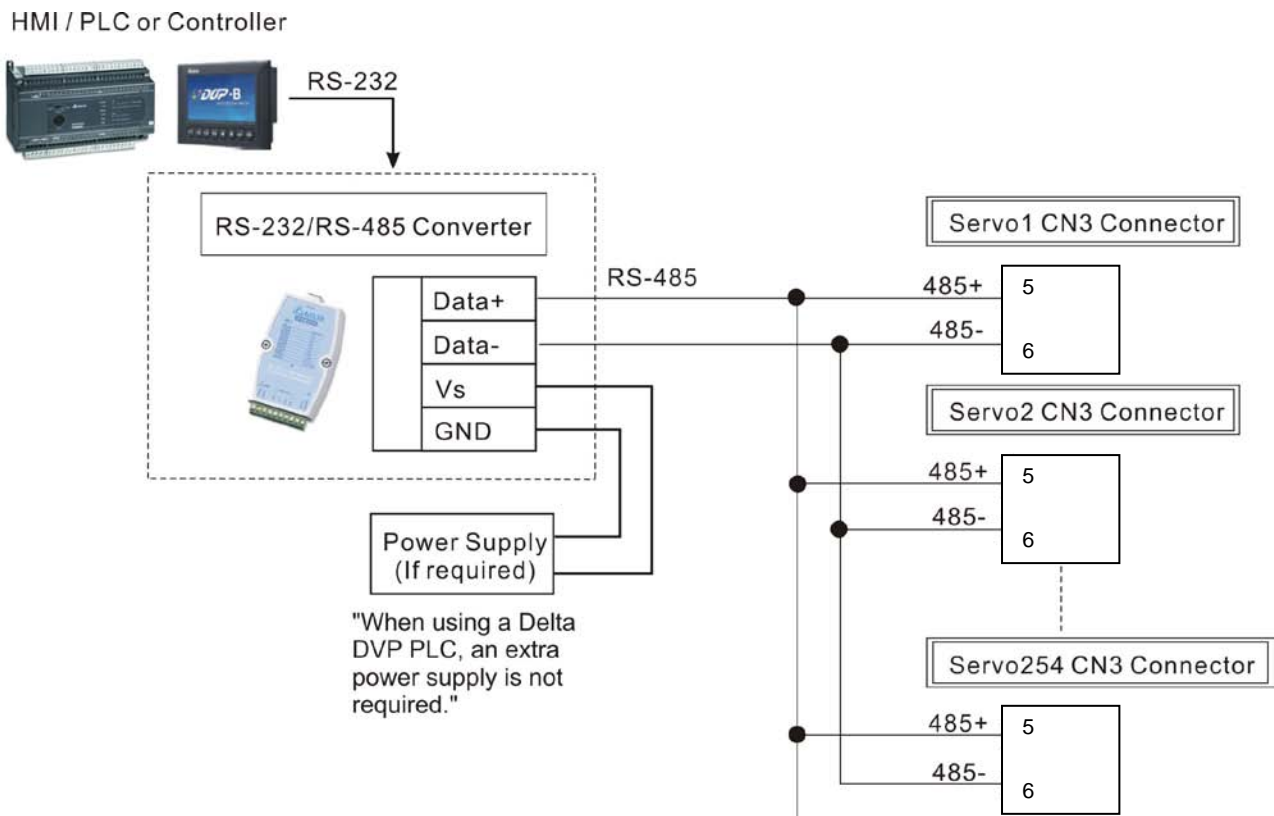 HMI / PLC or Controller
DOP-B
RS-232
RS-232/RS-485 Converter
Data+
Data-
Vs
GND
RS-485
Power Supply
(If required)
"When using a Delta
DVP PLC, an extra
power supply is not
required."
Servo1 CN3 Connector
485+
5
485-
6
Servo2 CN3 Connector
485+
5
485-
6
Servo254 CN3 Connector
485+
5
485-
6